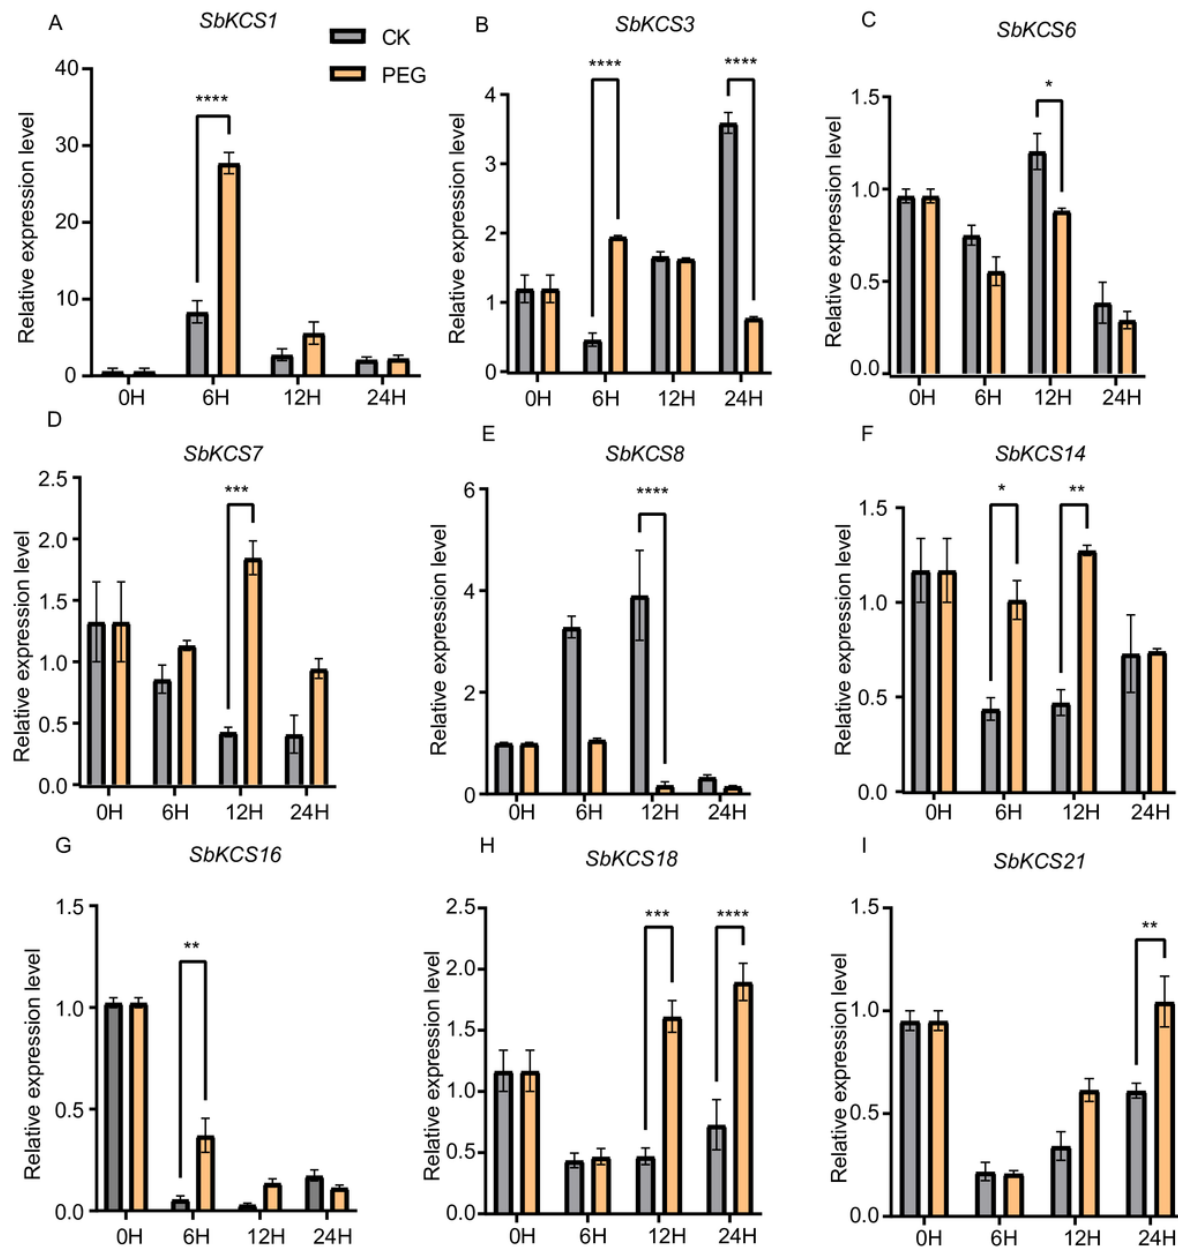 A
SbKCS1
CK
PEG
Relative expression level
40
30
20
10
0
****
0H 6H 12H 24H
B
SbKCS3
Relative expression level
4
3
2
1
0
**** ****
0H 6H 12H 24H
C
SbKCS6
Relative expression level
1.5
1.0
0.5
0.0
*
0H 6H 12H 24H
D
SbKCS7
Relative expression level
2.5
2.0
1.5
1.0
0.5
0.0
***
0H 6H 12H 24H
E
SbKCS8
Relative expression level
6
4
2
0
****
0H 6H 12H 24H
F
SbKCS14
Relative expression level
1.5
1.0
0.5
0.0
* **
0H 6H 12H 24H
G
SbKCS16
Relative expression level
1.5
1.0
0.5
0.0
**
0H 6H 12H 24H
H
SbKCS18
Relative expression level
2.5
2.0
1.5
1.0
0.5
0.0
*** ****
0H 6H 12H 24H
I
SbKCS21
Relative expression level
1.5
1.0
0.5
0.0
**
0H 6H 12H 24H